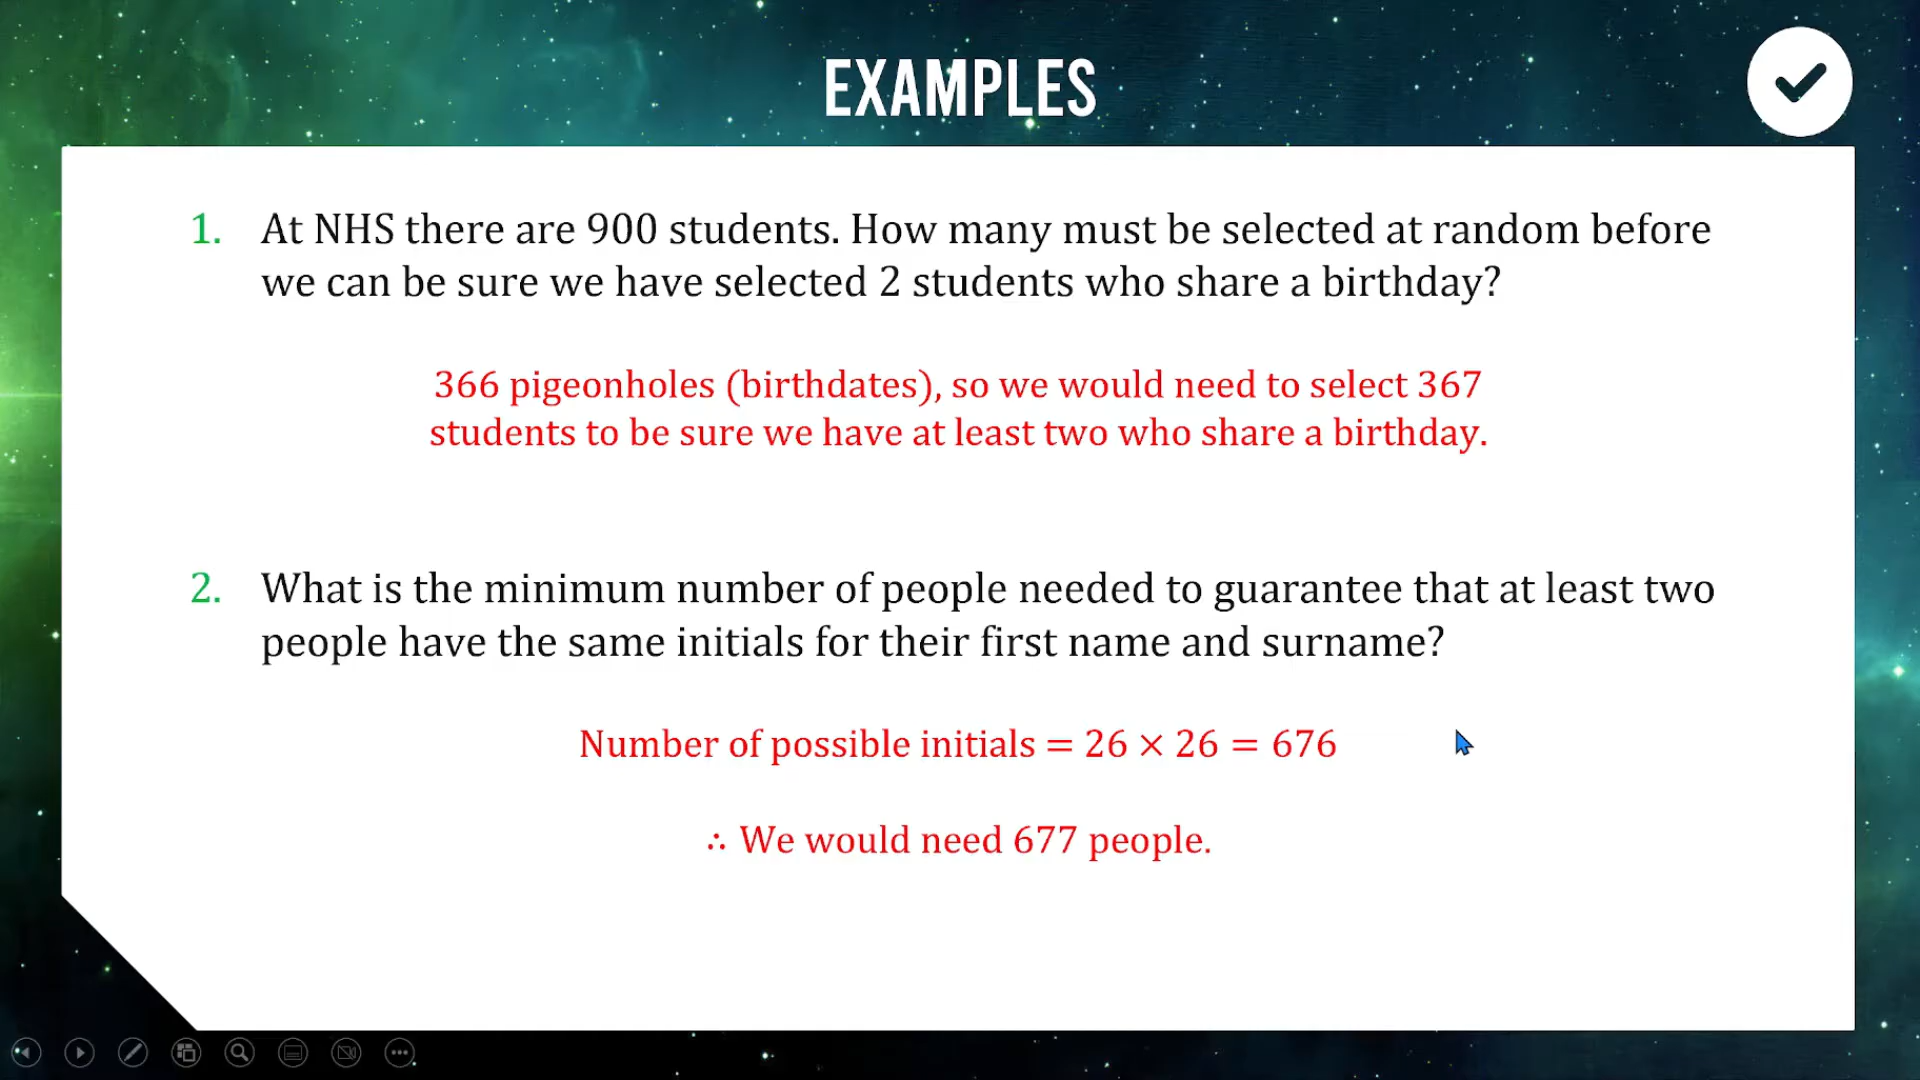 EXAMPLES
1. At NHS there are 900 students. How many must be selected at random before
we can be sure we have selected 2 students who share a birthday?
366 pigeonholes (birthdates), so we would need to select 367
students to be sure we have at least two who share a birthday.
2. What is the minimum number of people needed to guarantee that at least two
people have the same initials for their first name and surname?
Number of possible initials = 26 × 26 = 676
∴ We would need 677 people.